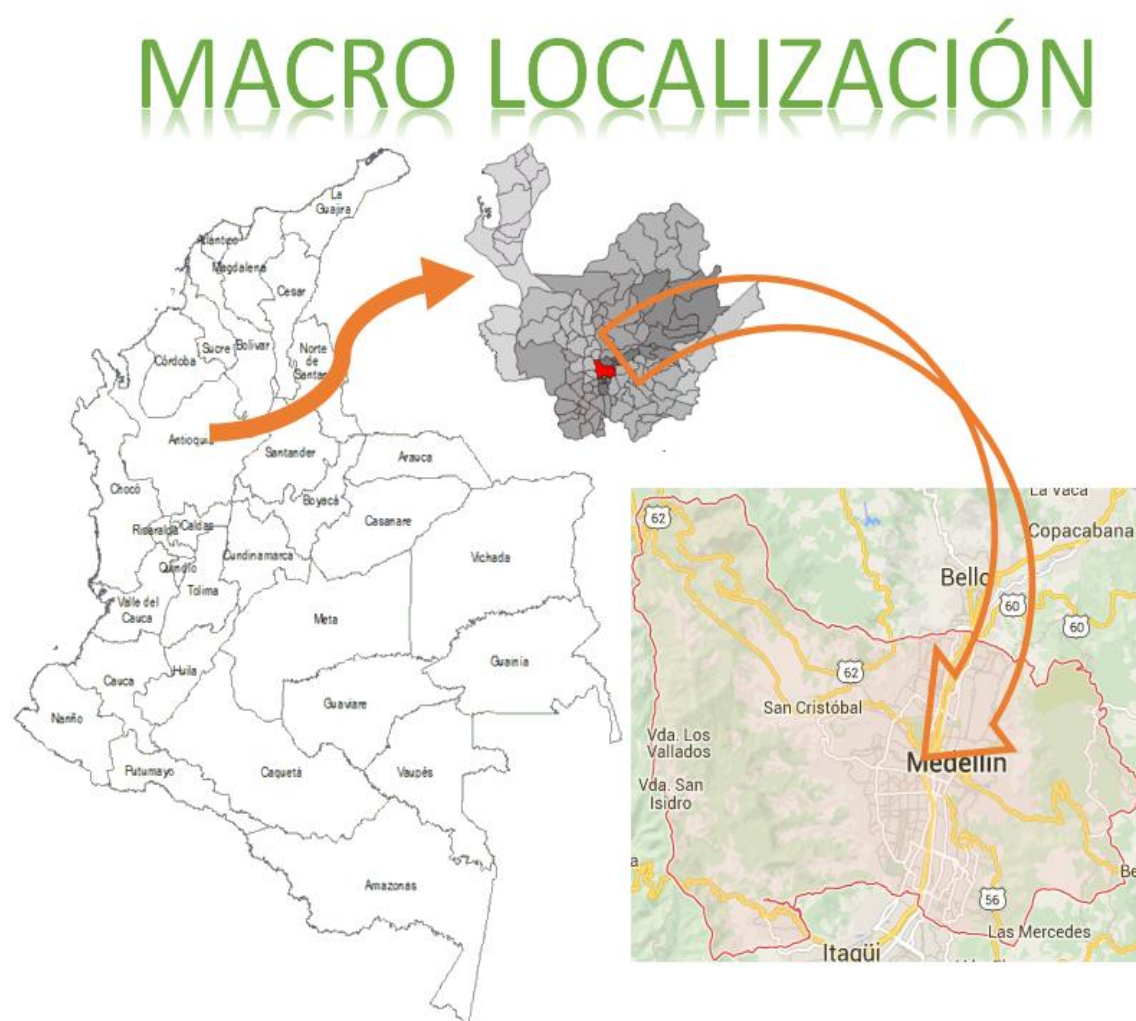 MACRO LOCALIZACIÓN
La
Guajira
Atlántico
Magdalena
Cesar
Sucre
Bolívar
Norte
de
Santan
Córdoba
Antioquia
Santander
Arauca
Chocó
Boyacá
Casanare
Risaralda
Caldas
Cundinamarca
Vichada
Quindío
Tolima
Valle del
Cauca
Meta
Guainía
Cauca
Huila
Guaviare
Nariño
Putumayo
Caquetá
Vaupés
Amazonas
La Vaca
62
Copacabana
Bello
60
60
62
San Cristóbal
Vda. Los
Vallados
Medellín
Vda. San
Isidro
a
Be
56
Las Mercedes
Itagüí